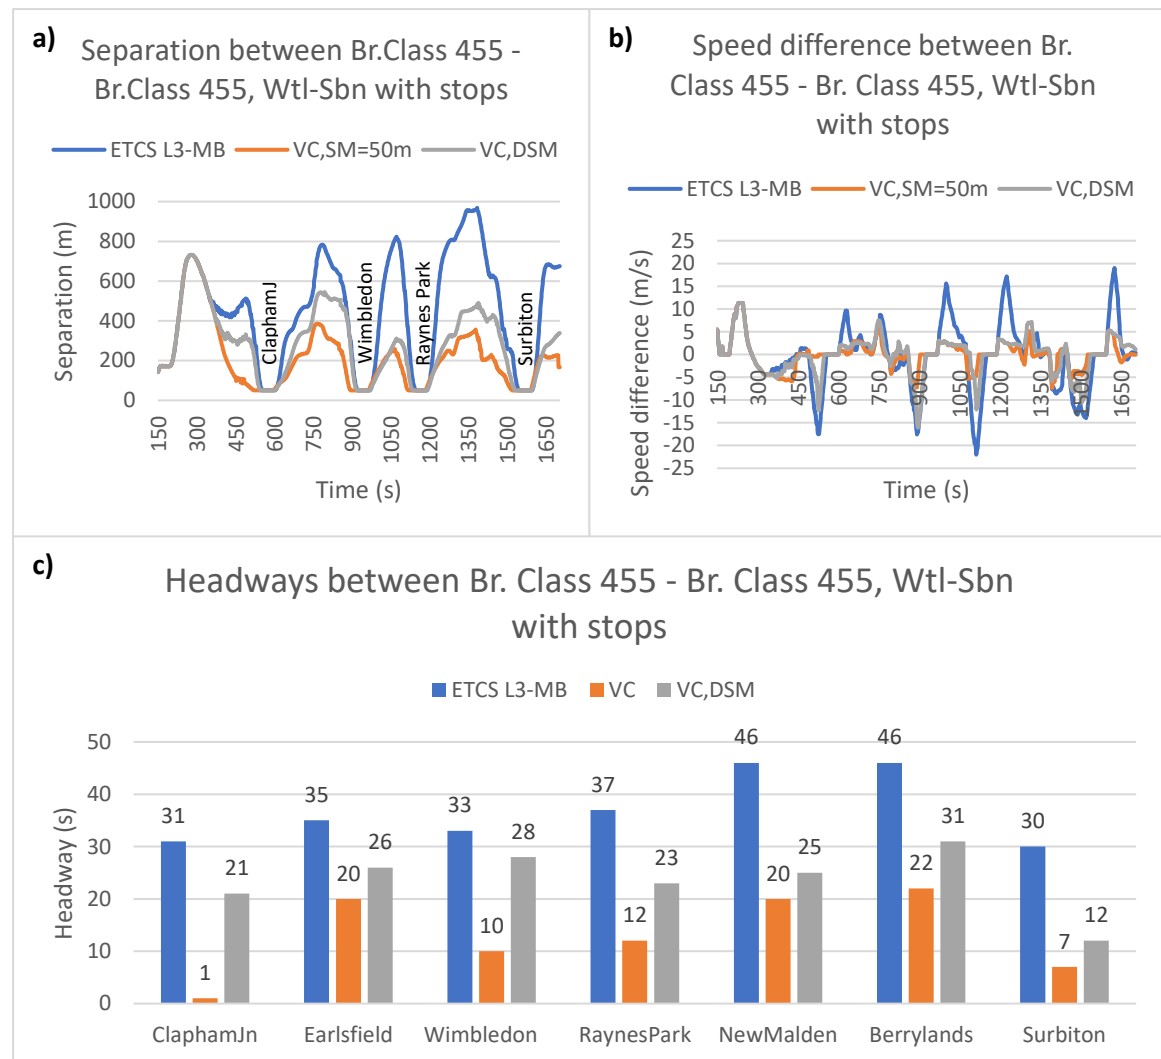 a)
Separation between Br.Class 455 -
Br.Class 455, Wtl-Sbn with stops
ETCS L3-MB VC,SM=50m VC,DSM
Separation (m)
1000
800
600
400
200
0
ClaphamJ
Wimbledon
Raynes Park
Surbiton
150 300 450 600 750 900 1050 1200 1350 1500 1650
Time (s)
b)
Speed difference between Br.
Class 455 - Br. Class 455, Wtl-Sbn
with stops
ETCS L3-MB VC,SM=50m VC,DSM
Speed difference (m/s)
25
20
15
10
5
0
-5
-10
-15
-20
-25
150 300 450 600 750 900 1050 1200 1350 1500 1650
Time (s)
c)
Headways between Br. Class 455 - Br. Class 455, Wtl-Sbn
with stops
ETCS L3-MB VC VC,DSM
Headway (s)
50
40
30
20
10
0
31 1 21
35 20 26
33 10 28
37 12 23
46 20 25
46 22 31
30 7 12
ClaphamJn Earlsfield Wimbledon RaynesPark NewMalden Berrylands Surbiton